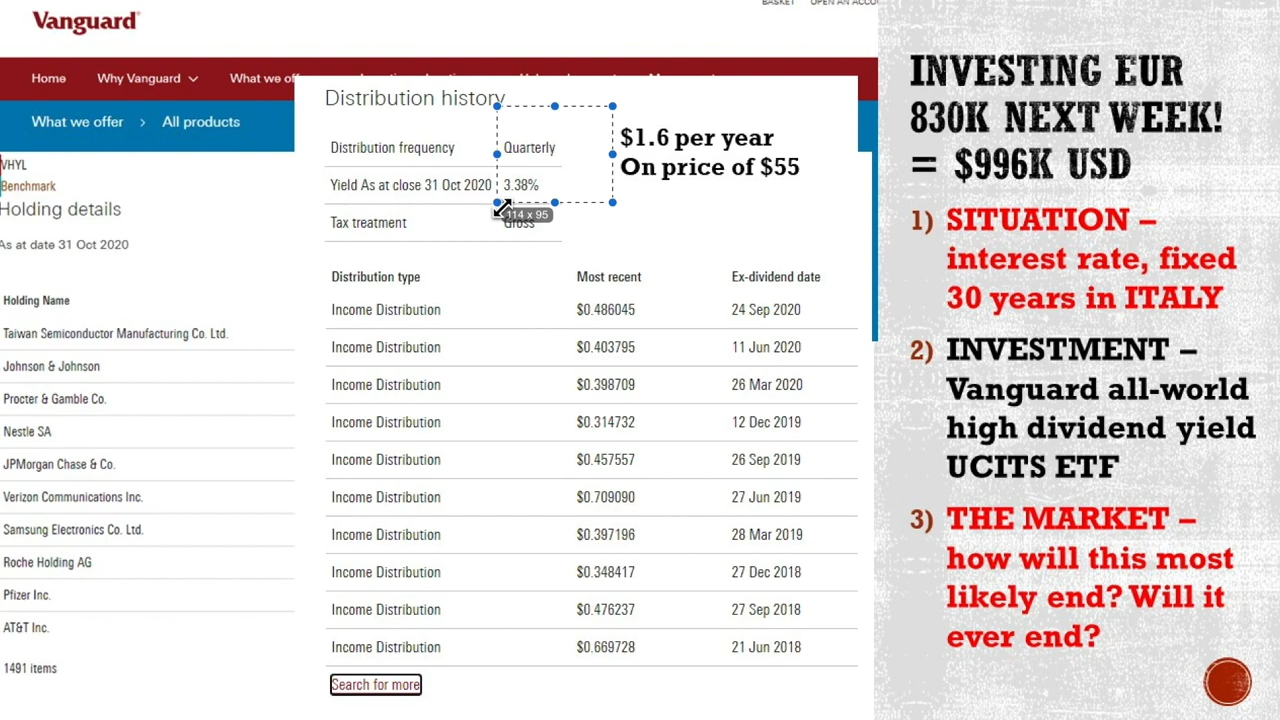 BASKET OPEN AN ACCOU
Vanguard
Home Why Vanguard What we off
What we offer > All products
VHYL
Benchmark
Holding details
As at date 31 Oct 2020
Holding Name
Taiwan Semiconductor Manufacturing Co. Ltd.
Johnson & Johnson
Procter & Gamble Co.
Nestle SA
JPMorgan Chase & Co.
Verizon Communications Inc.
Samsung Electronics Co. Ltd.
Roche Holding AG
Pfizer Inc.
AT&T Inc.
1491 items
Distribution history
Distribution frequency Quarterly
Yield As at close 31 Oct 2020 3.38%
Tax treatment Gross
114 x 95
$1.6 per year
On price of $55
Distribution type Most recent Ex-dividend date
Income Distribution $0.486045 24 Sep 2020
Income Distribution $0.403795 11 Jun 2020
Income Distribution $0.398709 26 Mar 2020
Income Distribution $0.314732 12 Dec 2019
Income Distribution $0.457557 26 Sep 2019
Income Distribution $0.709090 27 Jun 2019
Income Distribution $0.397196 28 Mar 2019
Income Distribution $0.348417 27 Dec 2018
Income Distribution $0.476237 27 Sep 2018
Income Distribution $0.669728 21 Jun 2018
Search for more
INVESTING EUR
830K NEXT WEEK!
= $996K USD
1) SITUATION –
interest rate, fixed
30 years in ITALY
2) INVESTMENT –
Vanguard all-world
high dividend yield
UCITS ETF
3) THE MARKET –
how will this most
likely end? Will it
ever end?